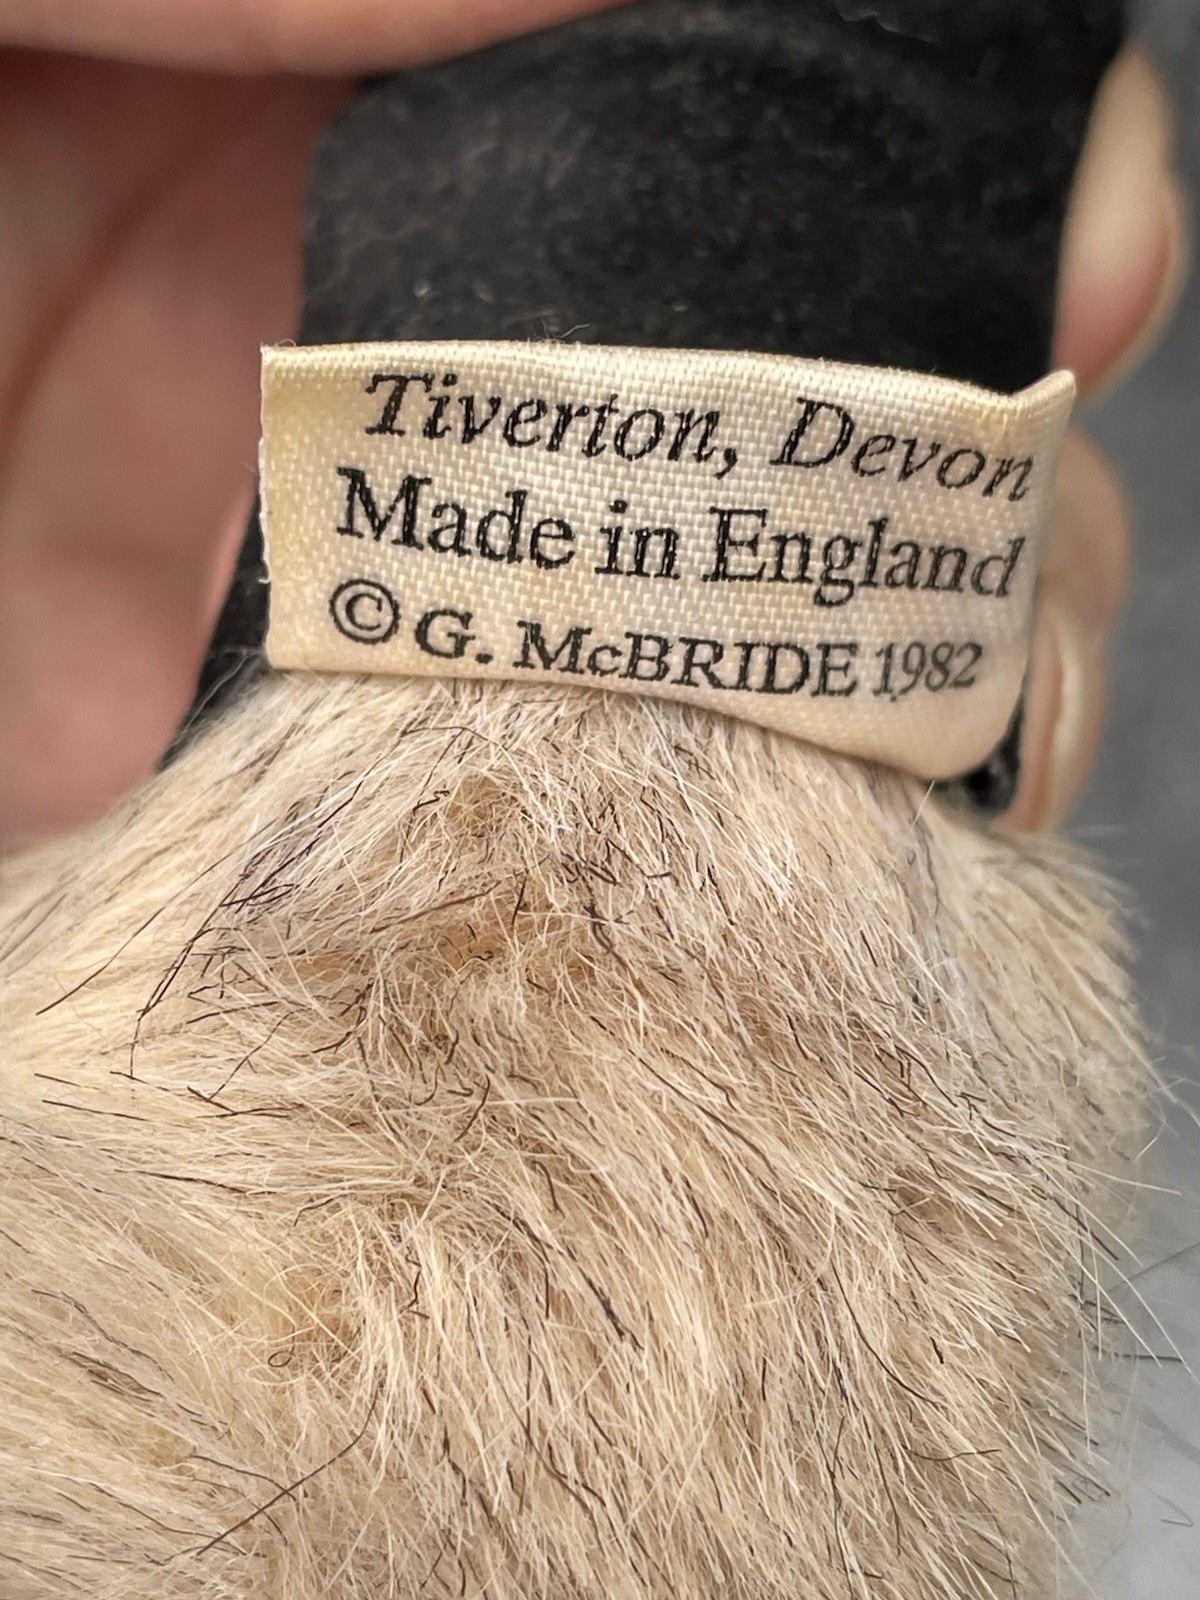 Tiverton, Devon
Made in England
© G. McBRIDE 1982